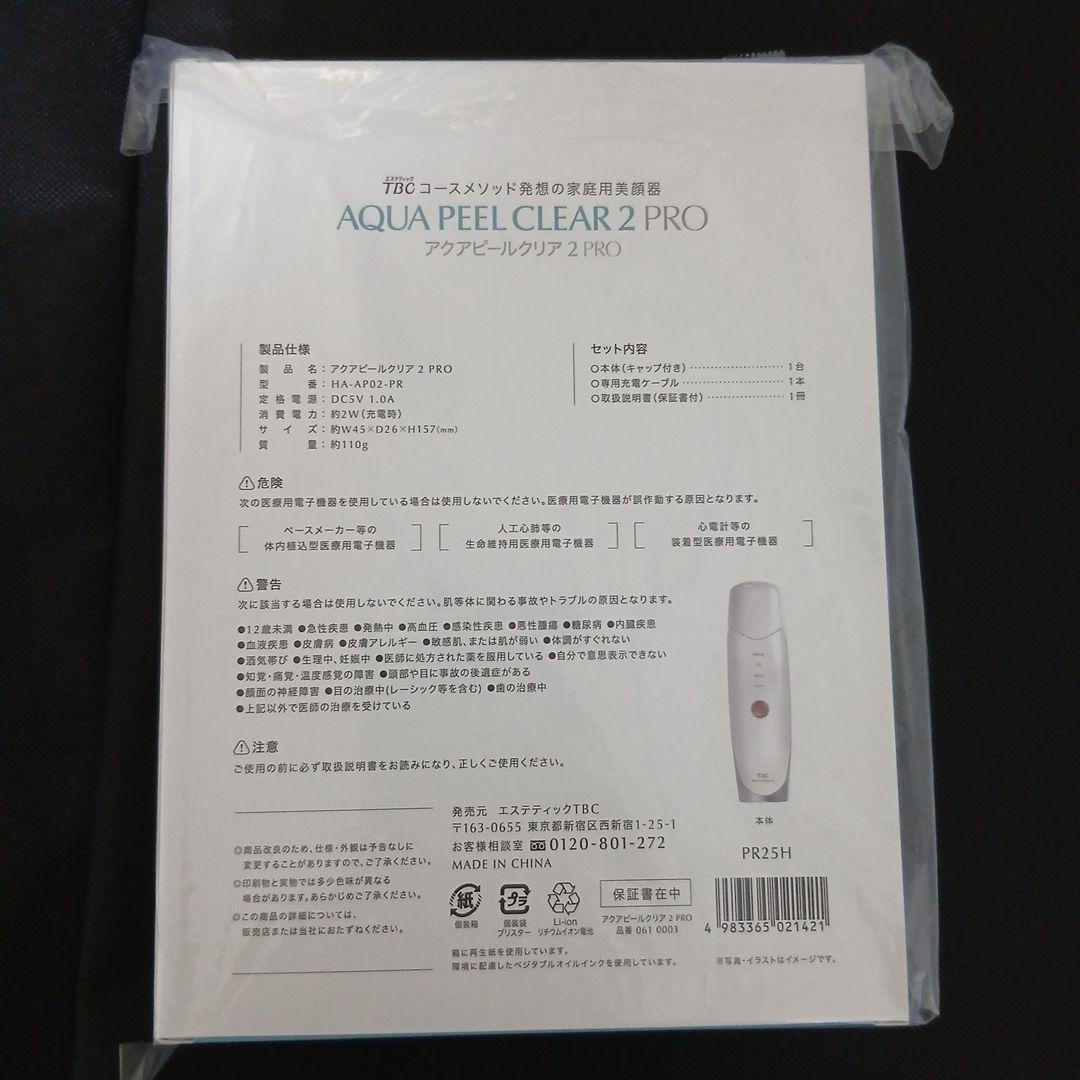 エステティック
TBC コースメソッド発想の家庭用美顔器
AQUA PEEL CLEAR 2 PRO
アクアピールクリア 2 PRO
製品仕様
製品名：アクアピールクリア 2 PRO
型番：HA-AP02-PR
定格電源：DC5V 1.0A
消費電力：約2W（充電時）
サイズ：約W45×D26×H157(mm)
質量：約110g
セット内容
○本体（キャップ付き）……………………1台
○専用充電ケーブル……………………1本
○取扱説明書（保証書付）……………………1冊
⚠危険
次の医療用電子機器を使用している場合は使用しないでください。医療用電子機器が誤作動する原因となります。
ペースメーカー等の
体内植込型医療用電子機器
人工心肺等の
生命維持用医療用電子機器
心電計等の
装着型医療用電子機器
⚠警告
次に該当する場合は使用しないでください。肌等体に関わる事故やトラブルの原因となります。
●12歳未満 ●急性疾患 ●発熱中 ●高血圧 ●感染性疾患 ●悪性腫瘍 ●糖尿病 ●内臓疾患
●血液疾患 ●皮膚病 ●皮膚アレルギー ●敏感肌、または肌が弱い ●体調がすぐれない
●酒気帯び ●生理中、妊娠中 ●医師に処方された薬を服用している ●自分で意思表示できない
●知覚・痛覚・温度感覚の障害 ●頭部や目に事故の後遺症がある
●顔面の神経障害 ●目の治療中(レーシック等を含む) ●歯の治療中
●上記以外で医師の治療を受けている
⚠注意
ご使用の前に必ず取扱説明書をお読みになり、正しくご使用ください。
◎商品改良のため、仕様・外観は予告なしに
変更することがありますので、ご了承ください。
◎印刷物と実物では多少色味が異なる
場合があります。あらかじめご了承ください。
◎この商品の詳細については、
販売店または当社におたずねください。
発売元 エステティックTBC
〒163-0655 東京都新宿区西新宿1-25-1
お客様相談室 0120-801-272
MADE IN CHINA
紙
個装箱
プラ
個装袋
ブリスター
Li-ion
リチウムイオン電池
保証書在中
アクアピールクリア 2 PRO
品番 061 0003
箱に再生紙を使用しています。
環境に配慮したベジタブルオイルインクを使用しています。
TBC
本体
PR25H
4 983365 021421
※写真・イラストはイメージです。